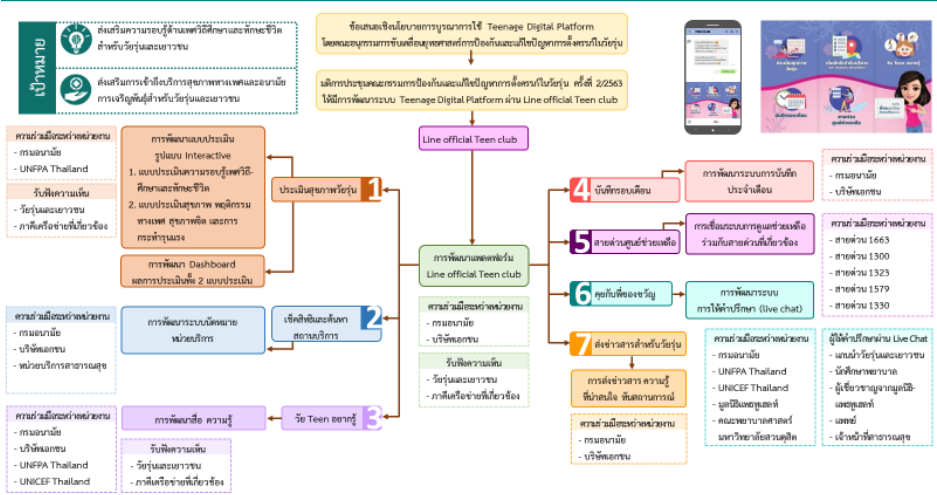 เป้าหมาย
ส่งเสริมความรอบรู้ด้านเพศวิถีศึกษาและทักษะชีวิต
สำหรับวัยรุ่นและเยาวชน
ส่งเสริมการเข้าถึงบริการสุขภาพทางเพศและอนามัย
การเจริญพันธุ์สำหรับวัยรุ่นและเยาวชน
ข้อเสนอเชิงนโยบายการบูรณาการใช้ Teenage Digital Platform
โดยคณะอนุกรรมการขับเคลื่อนยุทธศาสตร์การป้องกันและแก้ไขปัญหาการตั้งครรภ์ในวัยรุ่น
มติการประชุมคณะกรรมการป้องกันและแก้ไขปัญหาการตั้งครรภ์ในวัยรุ่น ครั้งที่ 2/2563
ให้มีการพัฒนาระบบ Teenage Digital Platform ผ่าน Line official Teen club
Line official Teen club
การพัฒนาแพลตฟอร์ม
Line official Teen club
ความร่วมมือระหว่างหน่วยงาน
- กรมอนามัย
- บริษัทเอกชน
รับฟังความเห็น
- วัยรุ่นและเยาวชน
- ภาคีเครือข่ายที่เกี่ยวข้อง
1
ประเมินสุขภาพวัยรุ่น
การพัฒนาแบบประเมิน
รูปแบบ Interactive
1. แบบประเมินความรอบรู้เพศวิถี-
ศึกษาและทักษะชีวิต
2. แบบประเมินสุขภาพ พฤติกรรม
ทางเพศ สุขภาพจิต และการ
กระทำรุนแรง
การพัฒนา Dashboard
ผลการประเมินทั้ง 2 แบบประเมิน
ความร่วมมือระหว่างหน่วยงาน
- กรมอนามัย
- UNFPA Thailand
รับฟังความเห็น
- วัยรุ่นและเยาวชน
- ภาคีเครือข่ายที่เกี่ยวข้อง
2
เช็คสิทธิและค้นหา
สถานบริการ
การพัฒนาระบบนัดหมาย
หน่วยบริการ
ความร่วมมือระหว่างหน่วยงาน
- กรมอนามัย
- บริษัทเอกชน
- หน่วยบริการสาธารณสุข
3
วัย Teen อยากรู้
การพัฒนาสื่อ ความรู้
ความร่วมมือระหว่างหน่วยงาน
- กรมอนามัย
- บริษัทเอกชน
- UNFPA Thailand
- UNICEF Thailand
รับฟังความเห็น
- วัยรุ่นและเยาวชน
- ภาคีเครือข่ายที่เกี่ยวข้อง
4
บันทึกรอบเดือน
การพัฒนาระบบการบันทึก
ประจำเดือน
ความร่วมมือระหว่างหน่วยงาน
- กรมอนามัย
- บริษัทเอกชน
5
สายด่วนศูนย์ช่วยเหลือ
การเชื่อมระบบการดูแลช่วยเหลือ
ร่วมกับสายด่วนที่เกี่ยวข้อง
ความร่วมมือระหว่างหน่วยงาน
- สายด่วน 1663
- สายด่วน 1300
- สายด่วน 1323
- สายด่วน 1579
- สายด่วน 1330
6
คุยกับพี่ของขวัญ
การพัฒนาระบบ
การให้คำปรึกษา (live chat)
ความร่วมมือระหว่างหน่วยงาน
- กรมอนามัย
- UNFPA Thailand
- UNICEF Thailand
- มูลนิธิแพธทูเฮลท์
- คณะพยาบาลศาสตร์
มหาวิทยาลัยสวนดุสิต
ผู้ให้คำปรึกษาผ่าน Live Chat
- แกนนำวัยรุ่นและเยาวชน
- นักศึกษาพยาบาล
- ผู้เชี่ยวชาญจากมูลนิธิ-
แพธทูเฮลท์
- แพทย์
- เจ้าหน้าที่สาธารณสุข
7
ส่งข่าวสารสำหรับวัยรุ่น
การส่งข่าวสาร ความรู้
ที่น่าสนใจ ทันสถานการณ์
ความร่วมมือระหว่างหน่วยงาน
- กรมอนามัย
- บริษัทเอกชน